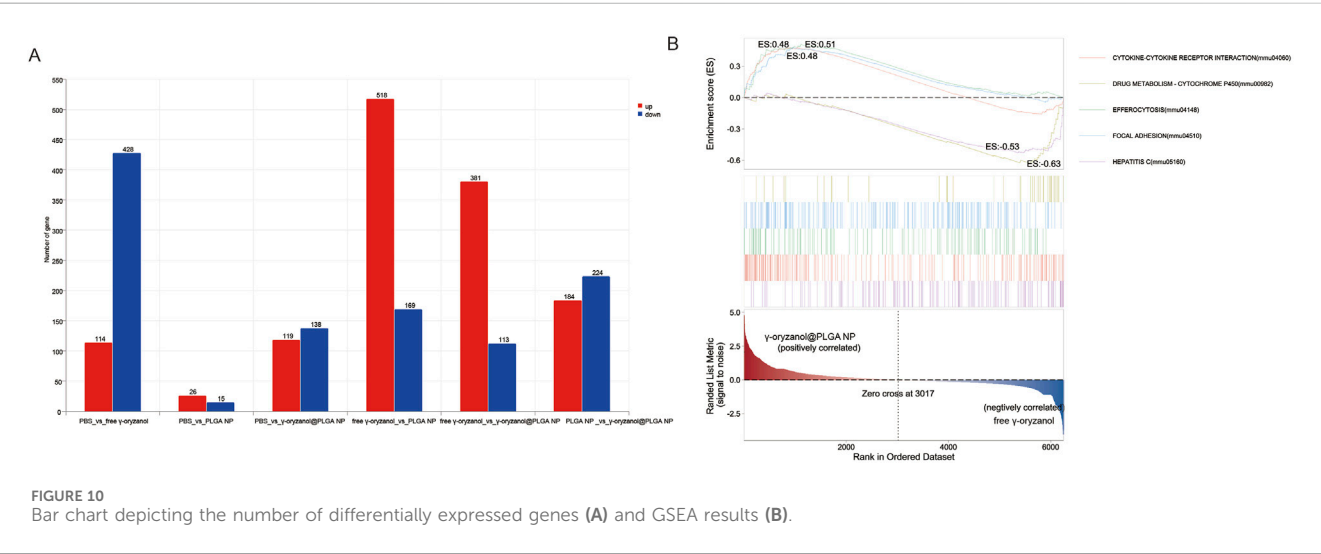 A
550
500
450
400
350
300
250
200
150
100
50
0
Number of gene
114
428
26
15
119
138
518
169
381
113
184
224
up
down
PBS_vs_free γ-oryzanol
PBS_vs_PLGA NP
PBS_vs_γ-oryzanol@PLGA NP
free γ-oryzanol_vs_PLGA NP
free γ-oryzanol_vs_γ-oryzanol@PLGA NP
PLGA NP _vs_γ-oryzanol@PLGA NP
B
Enrichment score (ES)
0.3
0.0
-0.3
-0.6
ES:0.48
ES:0.51
ES:0.48
ES:-0.53
ES:-0.63
CYTOKINE-CYTOKINE RECEPTOR INTERACTION(mmu04060)
DRUG METABOLISM - CYTOCHROME P450(mmu00982)
EFFEROCYTOSIS(mmu04148)
FOCAL ADHESION(mmu04510)
HEPATITIS C(mmu05160)
Randed List Metric
(signal to noise)
5.0
2.5
0.0
-2.5
γ-oryzanol@PLGA NP
(positively correlated)
Zero cross at 3017
(negtively correlated)
free γ-oryzanol
2000
4000
6000
Rank in Ordered Dataset
FIGURE 10
Bar chart depicting the number of differentially expressed genes (A) and GSEA results (B).